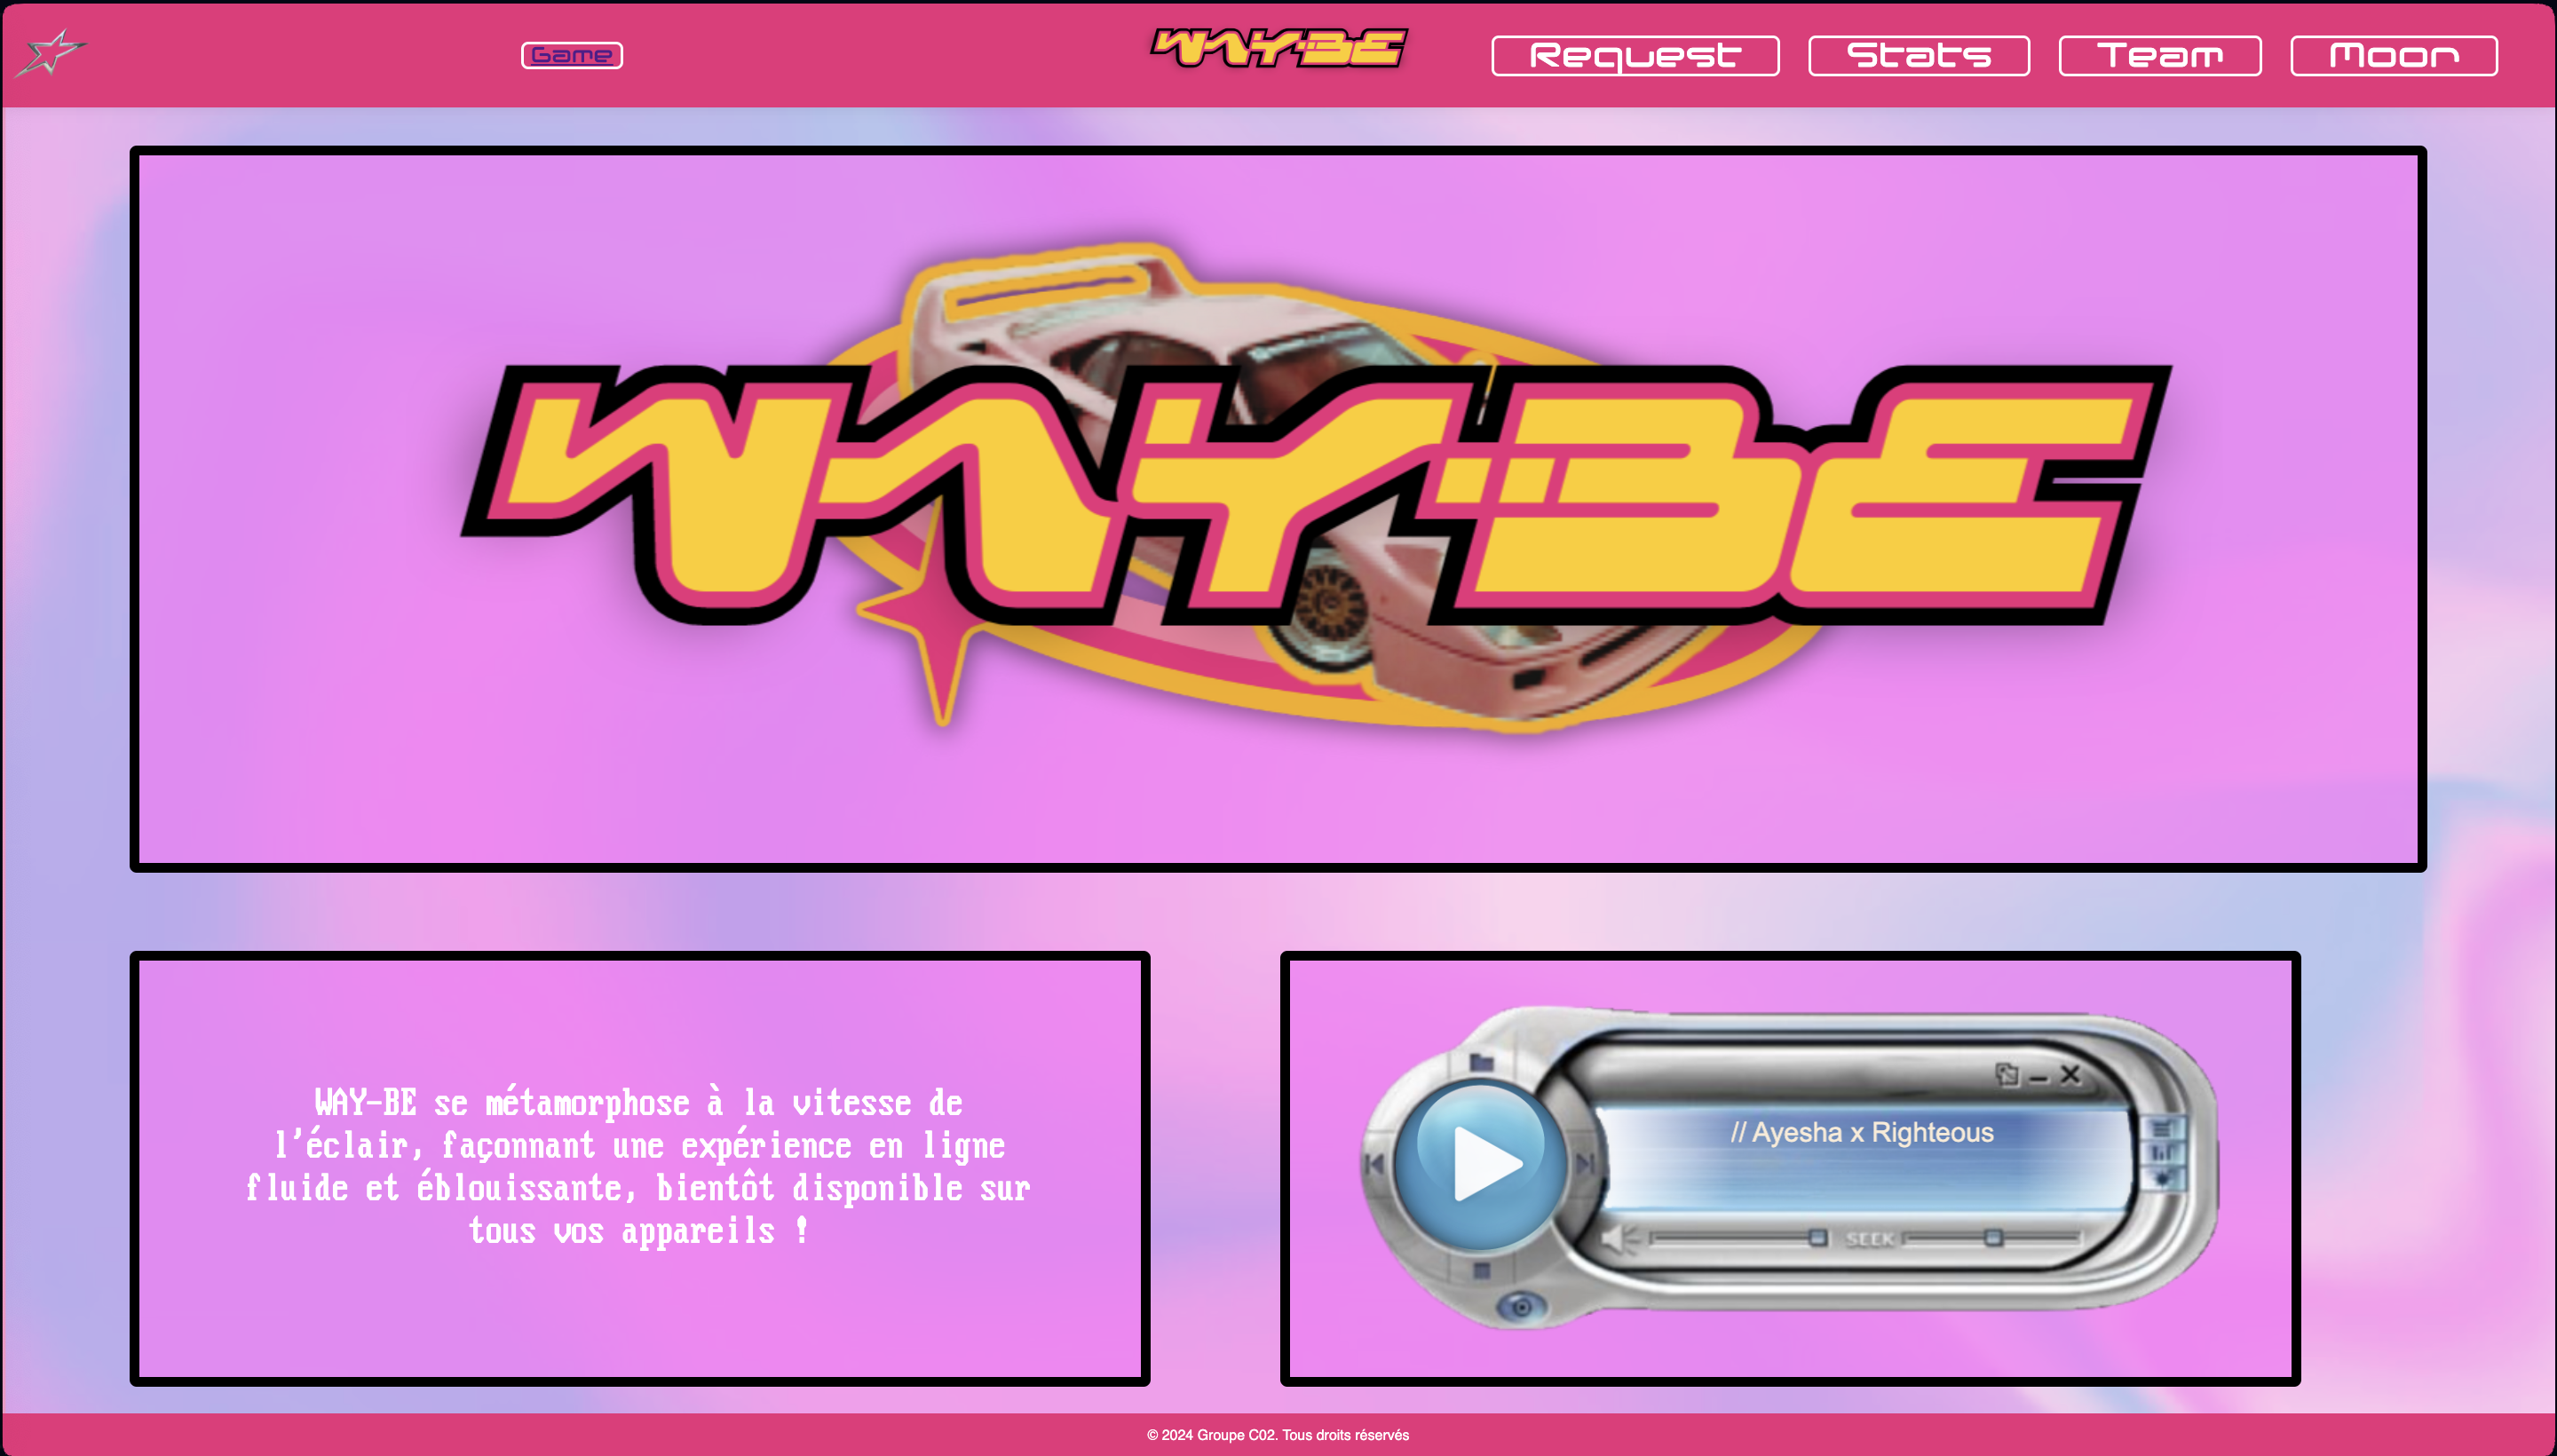 Game
WAY-BE
Request
Stats
Team
Moon
WAY-BE
WAY-BE se métamorphose à la vitesse de
l'éclair, façonnant une expérience en ligne
fluide et éblouissante, bientôt disponible sur
tous vos appareils !
// Ayesha x Righteous
SEEK
© 2024 Groupe C02. Tous droits réservés